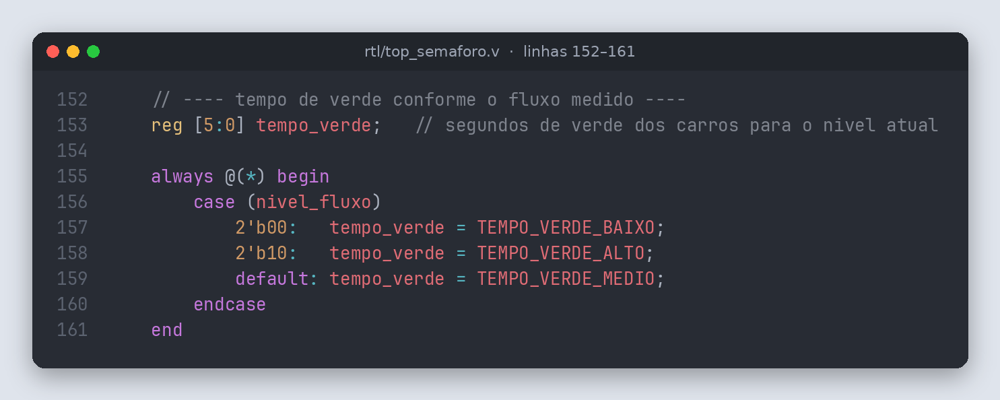 rtl/top_semaforo.v · linhas 152–161
152 // ---- tempo de verde conforme o fluxo medido ----
153 reg [5:0] tempo_verde; // segundos de verde dos carros para o nivel atual
154
155 always @(*) begin
156 case (nivel_fluxo)
157 2'b00: tempo_verde = TEMPO_VERDE_BAIXO;
158 2'b10: tempo_verde = TEMPO_VERDE_ALTO;
159 default: tempo_verde = TEMPO_VERDE_MEDIO;
160 endcase
161 end